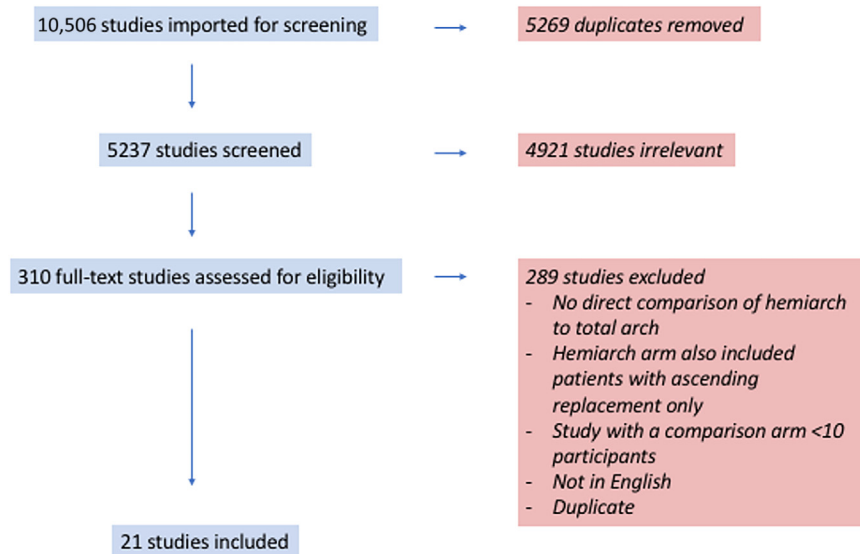 10,506 studies imported for screening
5269 duplicates removed
5237 studies screened
4921 studies irrelevant
310 full-text studies assessed for eligibility
289 studies excluded
- No direct comparison of hemiarch
to total arch
- Hemiarch arm also included
patients with ascending
replacement only
- Study with a comparison arm <10
participants
- Not in English
- Duplicate
21 studies included